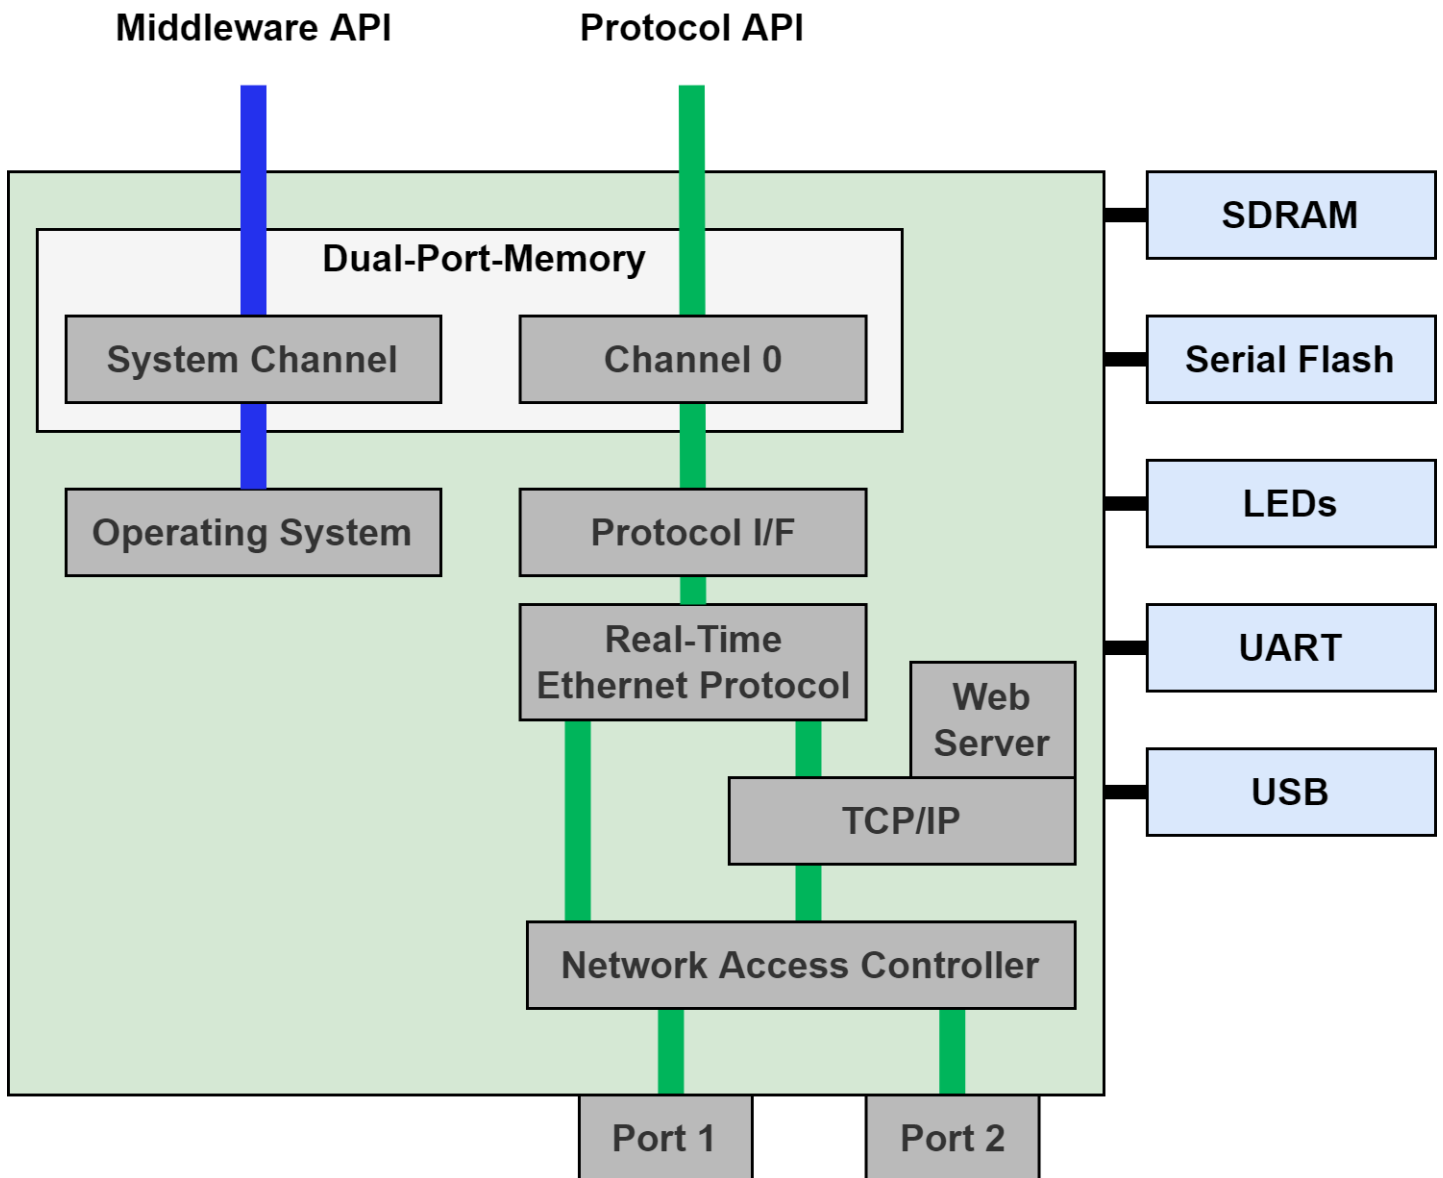 Middleware API
Protocol API
Dual-Port-Memory
System Channel
Channel 0
Operating System
Protocol I/F
Real-Time
Ethernet Protocol
Web
Server
TCP/IP
Network Access Controller
Port 1
Port 2
SDRAM
Serial Flash
LEDs
UART
USB